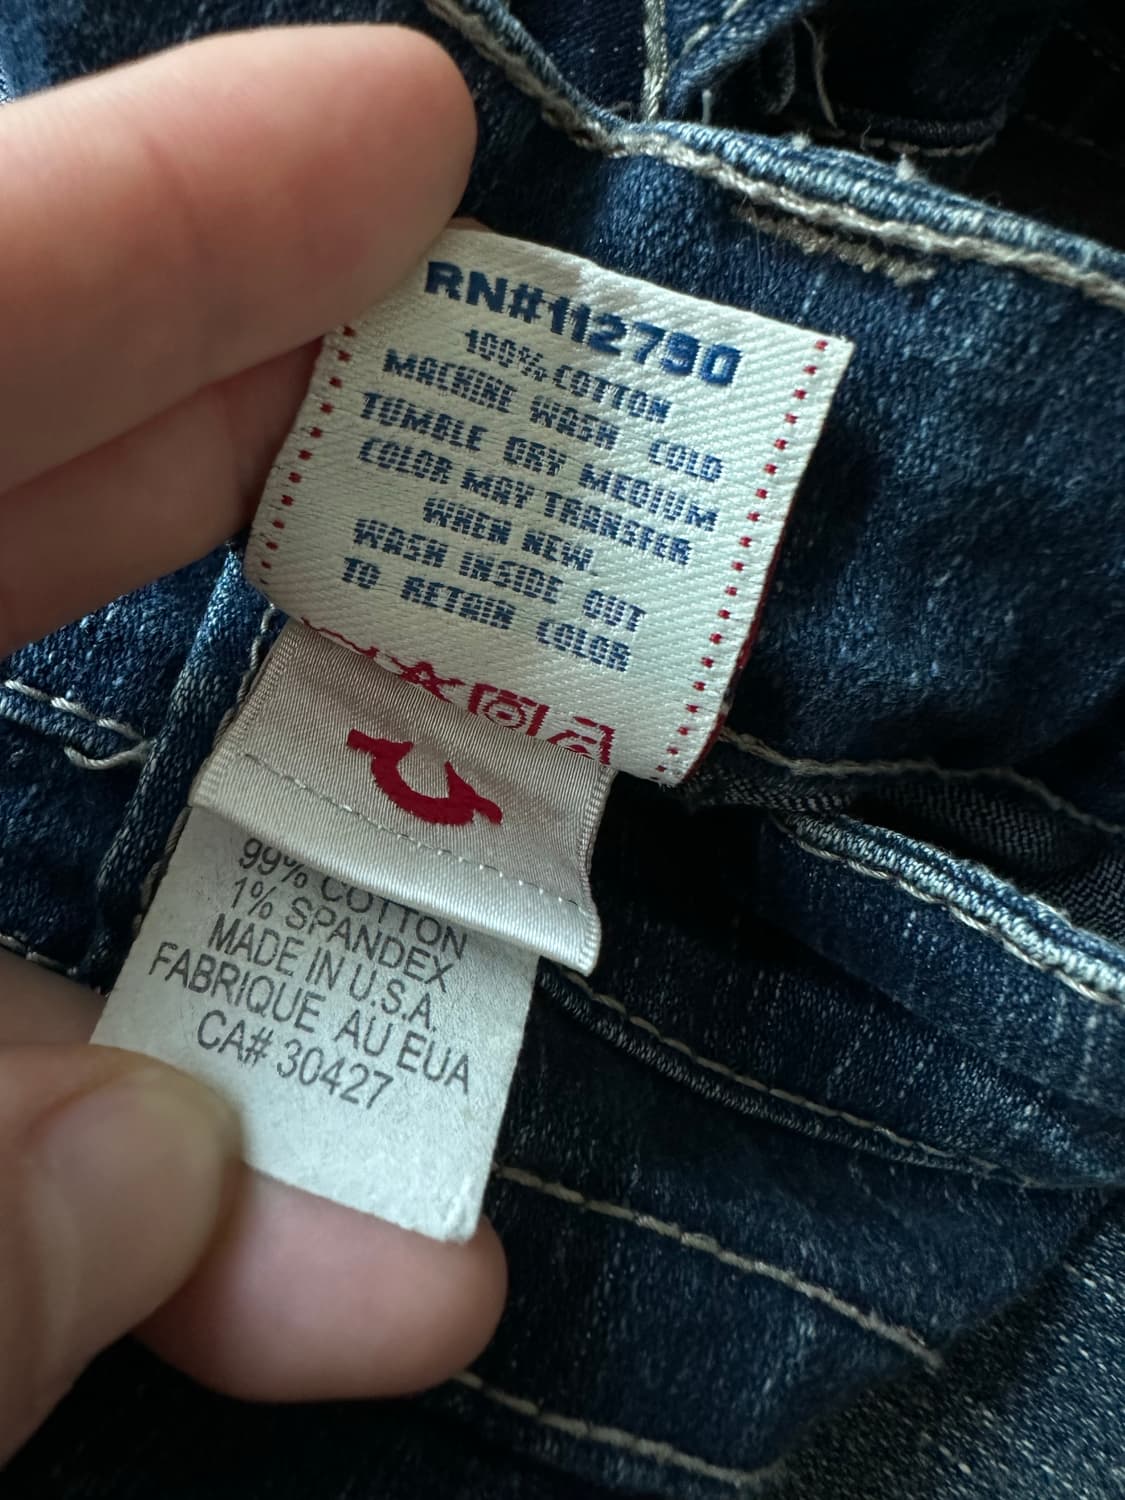 RN#112790
100% COTTON
MACHINE WASH COLD
TUMBLE DRY MEDIUM
COLOR MAY TRANSFER
WHEN NEW.
WASH INSIDE OUT
TO RETAIN COLOR
99% COTTON
1% SPANDEX
MADE IN U.S.A.
FABRIQUE AU EUA
CA# 30427